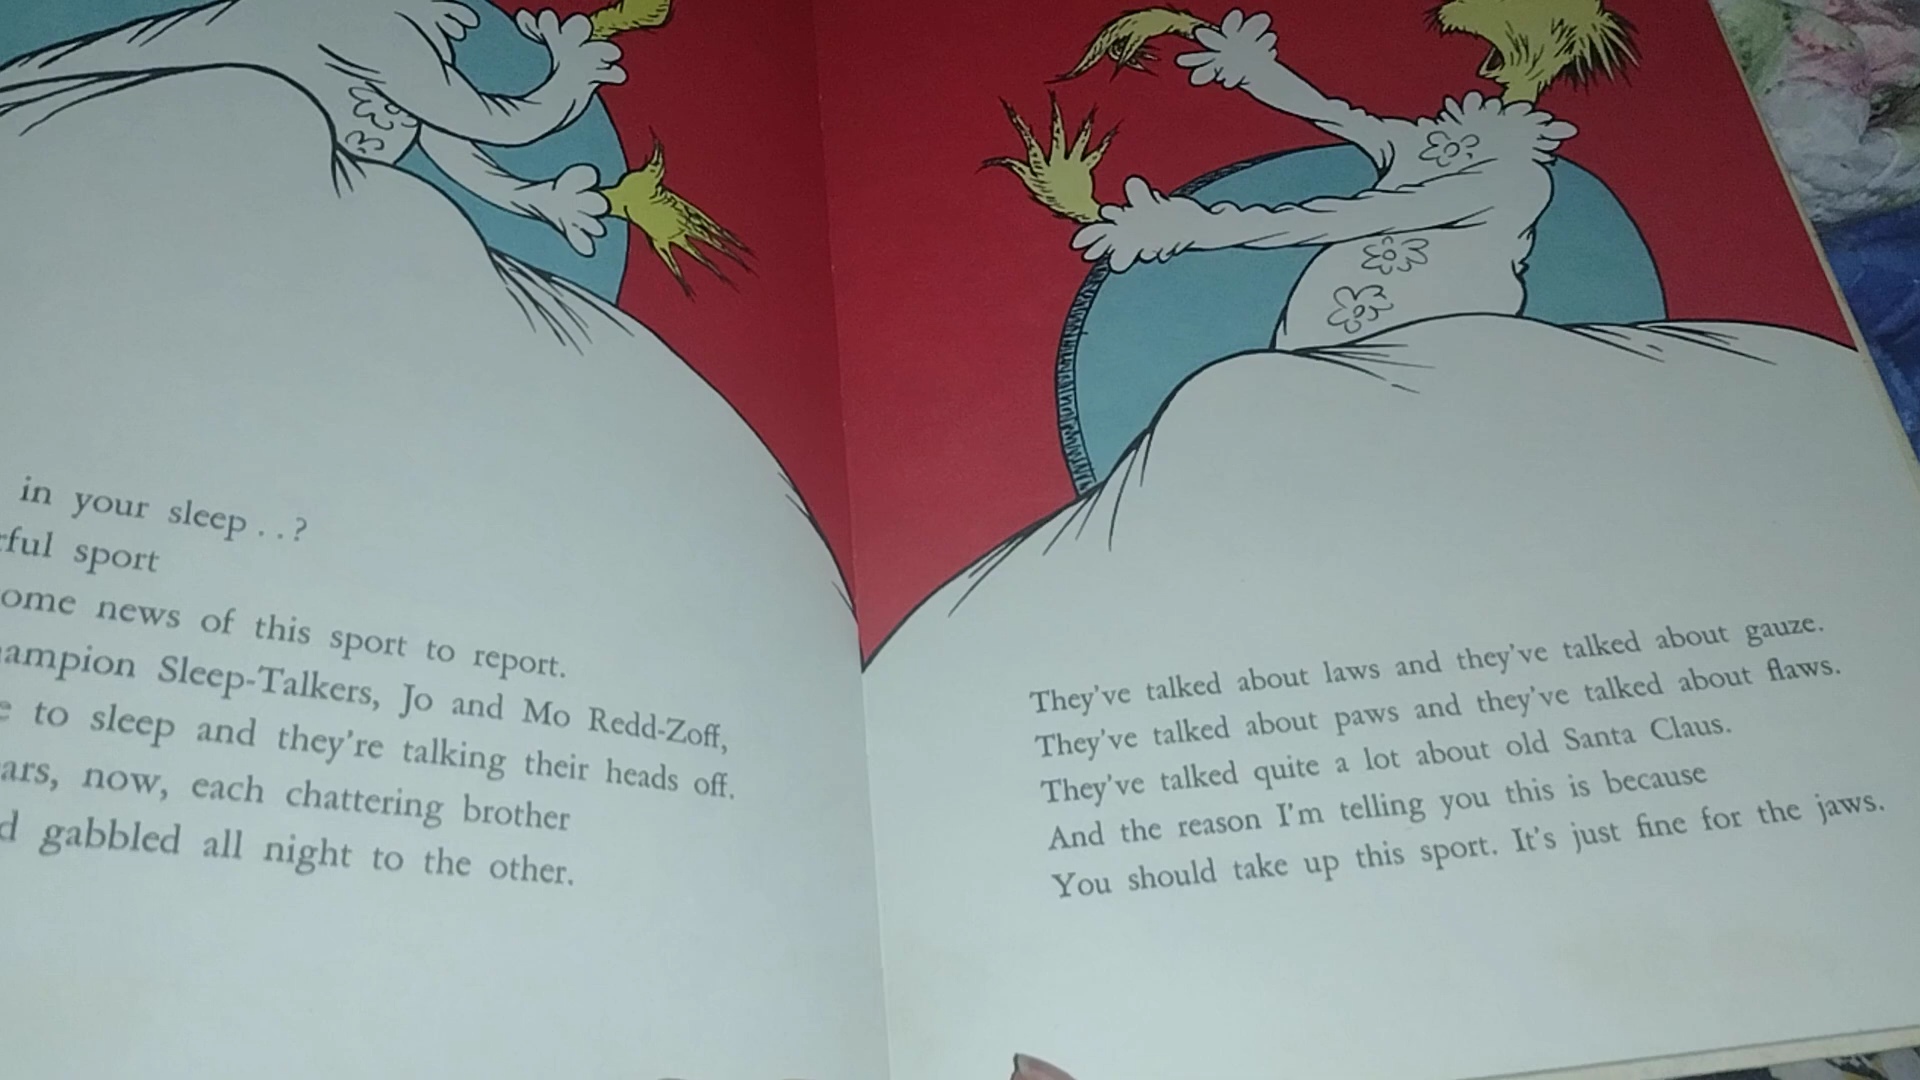 in your sleep . . ?
sport
news of this sport to report.
Sleep-Talkers, Jo and Mo Redd-Zoff,
to sleep and they're talking their heads off.
now, each chattering brother
gabbled all night to the other.
They've talked about laws and they've talked about gauze.
They've talked about paws and they've talked about flaws.
They've talked quite a lot about old Santa Claus.
And the reason I'm telling you this is because
You should take up this sport. It's just fine for the jaws.